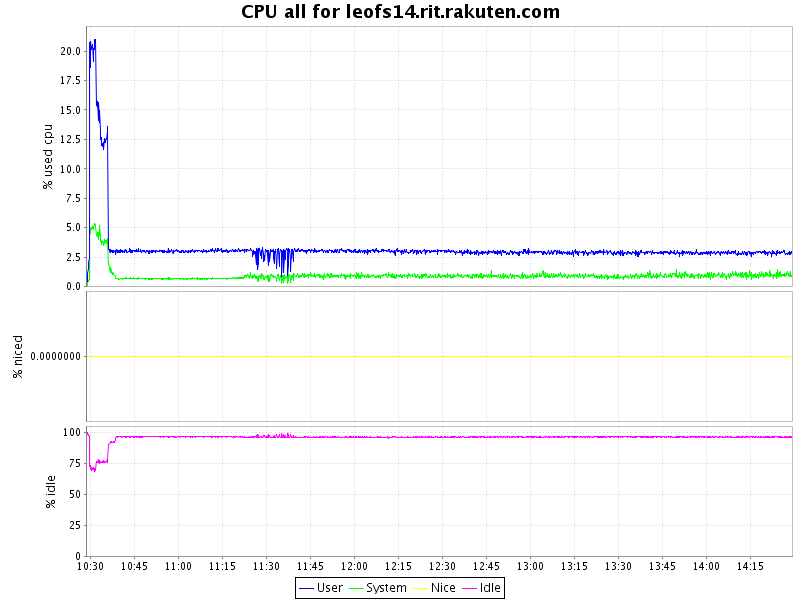 CPU all for leofs14.rit.rakuten.com
% used cpu
20.0
17.5
15.0
12.5
10.0
7.5
5.0
2.5
0.0
% niced
0.0000000
% idle
100
75
50
25
0
10:30 10:45 11:00 11:15 11:30 11:45 12:00 12:15 12:30 12:45 13:00 13:15 13:30 13:45 14:00 14:15
User System Nice Idle